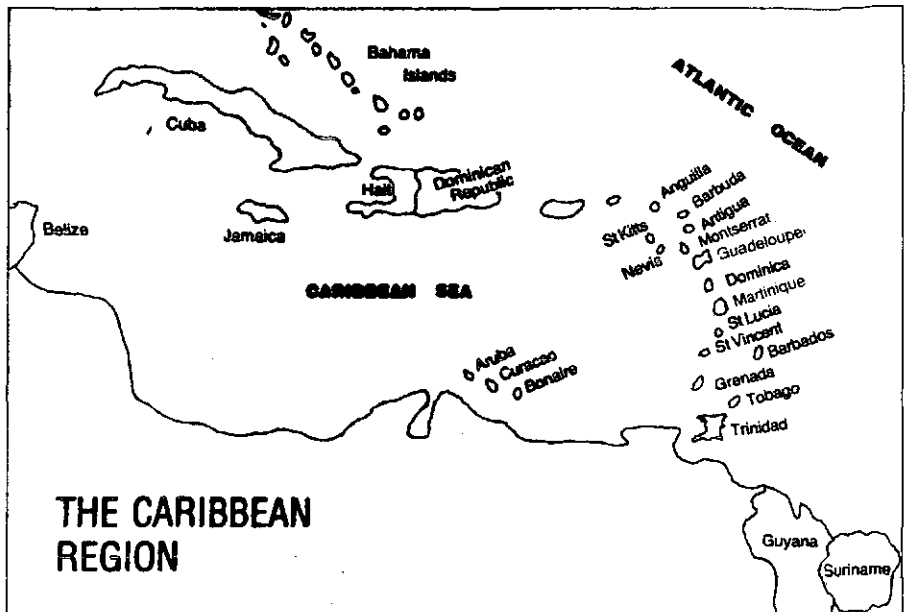 Bahama
Islands
ATLANTIC OCEAN
Cuba
Haiti
Dominican
Republic
Anguilla
Barbuda
Antigua
St Kitts
Montserrat
Nevis
Guadeloupe
Belize
Jamaica
CARIBBEAN SEA
Dominica
Martinique
St Lucia
St Vincent
Barbados
Aruba
Curacao
Bonaire
Grenada
Tobago
Trinidad
THE CARIBBEAN
REGION
Guyana
Suriname